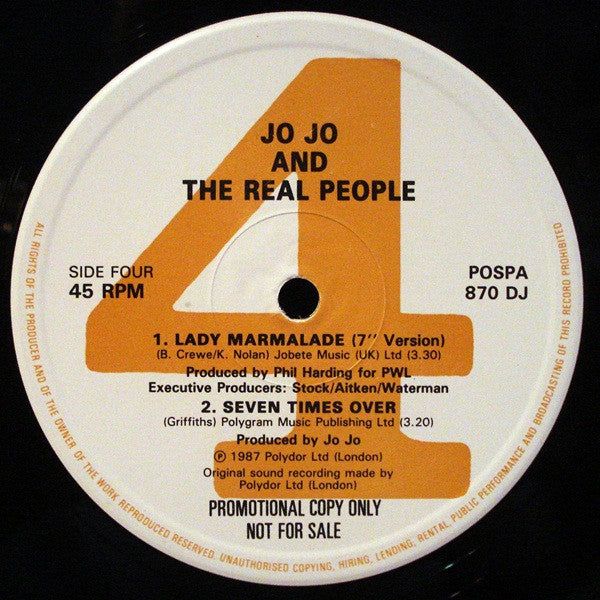 4
JO JO
AND
THE REAL PEOPLE
SIDE FOUR
45 RPM
POSPA
870 DJ
1. LADY MARMALADE (7" Version)
(B. Crewe/K. Nolan) Jobete Music (UK) Ltd (3.30)
Produced by Phil Harding for PWL
Executive Producers: Stock/Aitken/Waterman
2. SEVEN TIMES OVER
(Griffiths) Polygram Music Publishing Ltd (3.20)
Produced by Jo Jo
℗ 1987 Polydor Ltd (London)
Original sound recording made by
Polydor Ltd (London)
PROMOTIONAL COPY ONLY
NOT FOR SALE
ALL RIGHTS OF THE PRODUCER AND OF THE OWNER OF THE WORK REPRODUCED RESERVED. UNAUTHORISED COPYING, HIRING, LENDING, RENTAL, PUBLIC PERFORMANCE AND BROADCASTING OF THIS RECORD PROHIBITED